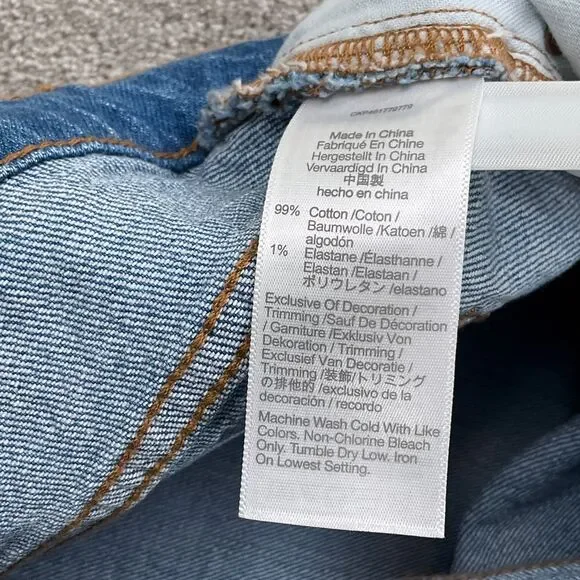 Made In China
Fabriqué En Chine
Hergestellt In China
Vervaardigd In China
中国製
hecho en china
99% Cotton /Coton /
Baumwolle /Katoen /綿 /
algodón
1% Elastane /Élasthanne /
Elastan /Elastaan /
ポリウレタン /elastano
Exclusive Of Decoration /
Trimming /Sauf De Décoration
/ Garniture /Exklusiv Von
Dekoration / Trimming /
Exclusief Van Decoratie /
Trimming /装飾/トリミング
の排他的 /exclusivo de la
decoración / recorado
Machine Wash Cold With Like
Colors. Non-Chlorine Bleach
Only. Tumble Dry Low. Iron
On Lowest Setting.